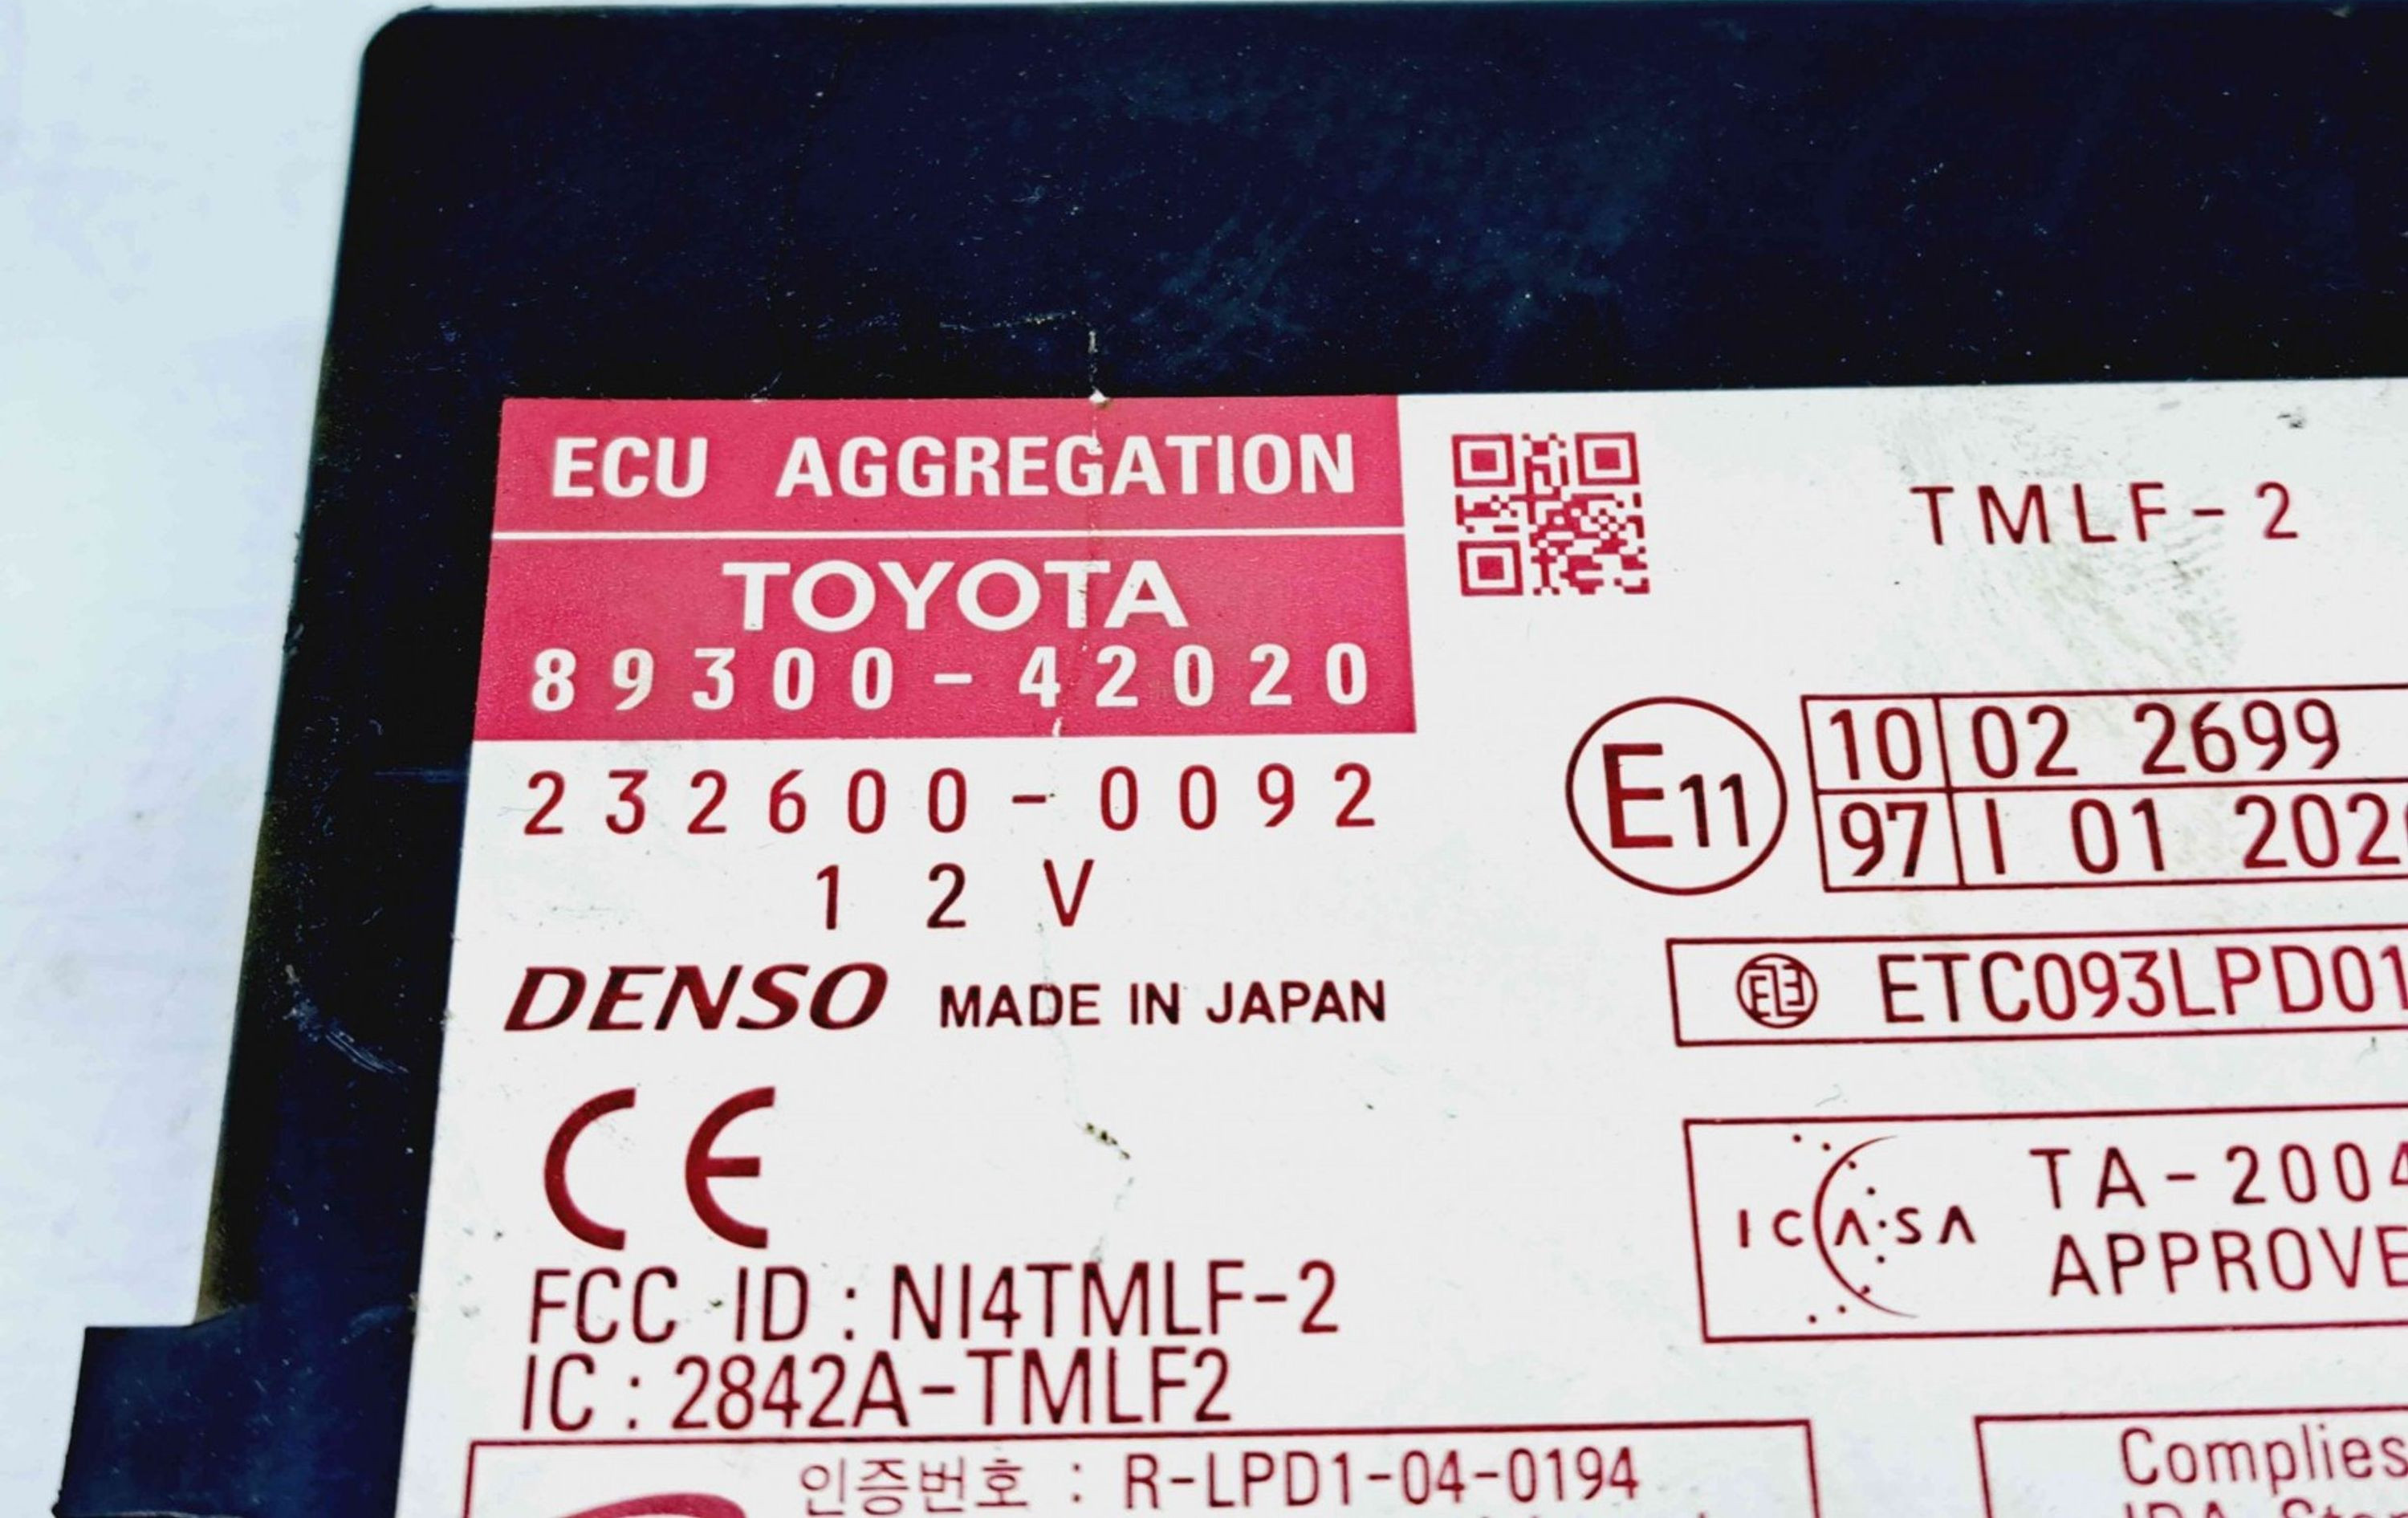 ECU AGGREGATION
TOYOTA
89300-42020
232600-0092
12V
DENSO MADE IN JAPAN
CE
FCC ID : NI4TMLF-2
IC : 2842A-TMLF2
인증번호 : R-LPD1-04-0194
TMLF-2
E11
10 02 2699
97 I 01 202
ETC093LPD01
ICASA
TA-2004
APPROVE
Complies